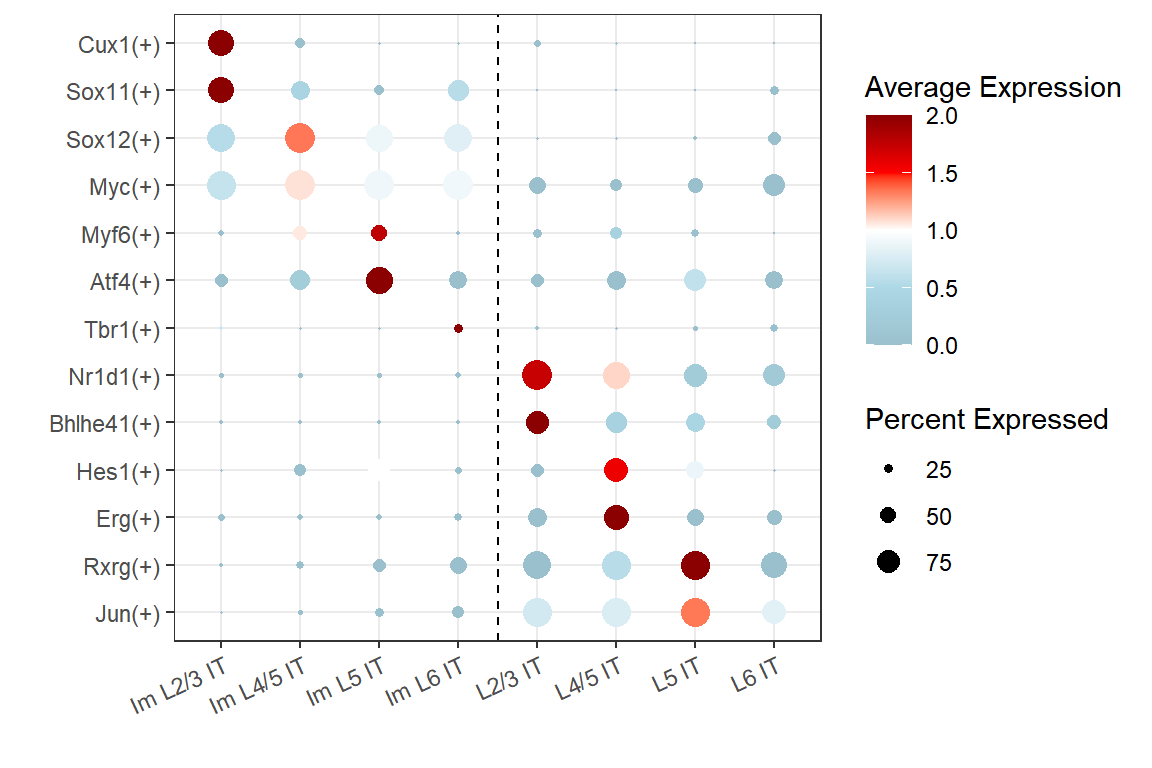 Cux1(+)
Sox11(+)
Sox12(+)
Myc(+)
Myf6(+)
Atf4(+)
Tbr1(+)
Nr1d1(+)
Bhlhe41(+)
Hes1(+)
Erg(+)
Rxrg(+)
Jun(+)
Im L2/3 IT
Im L4/5 IT
Im L5 IT
Im L6 IT
L2/3 IT
L4/5 IT
L5 IT
L6 IT
Average Expression
2.0
1.5
1.0
0.5
0.0
Percent Expressed
25
50
75